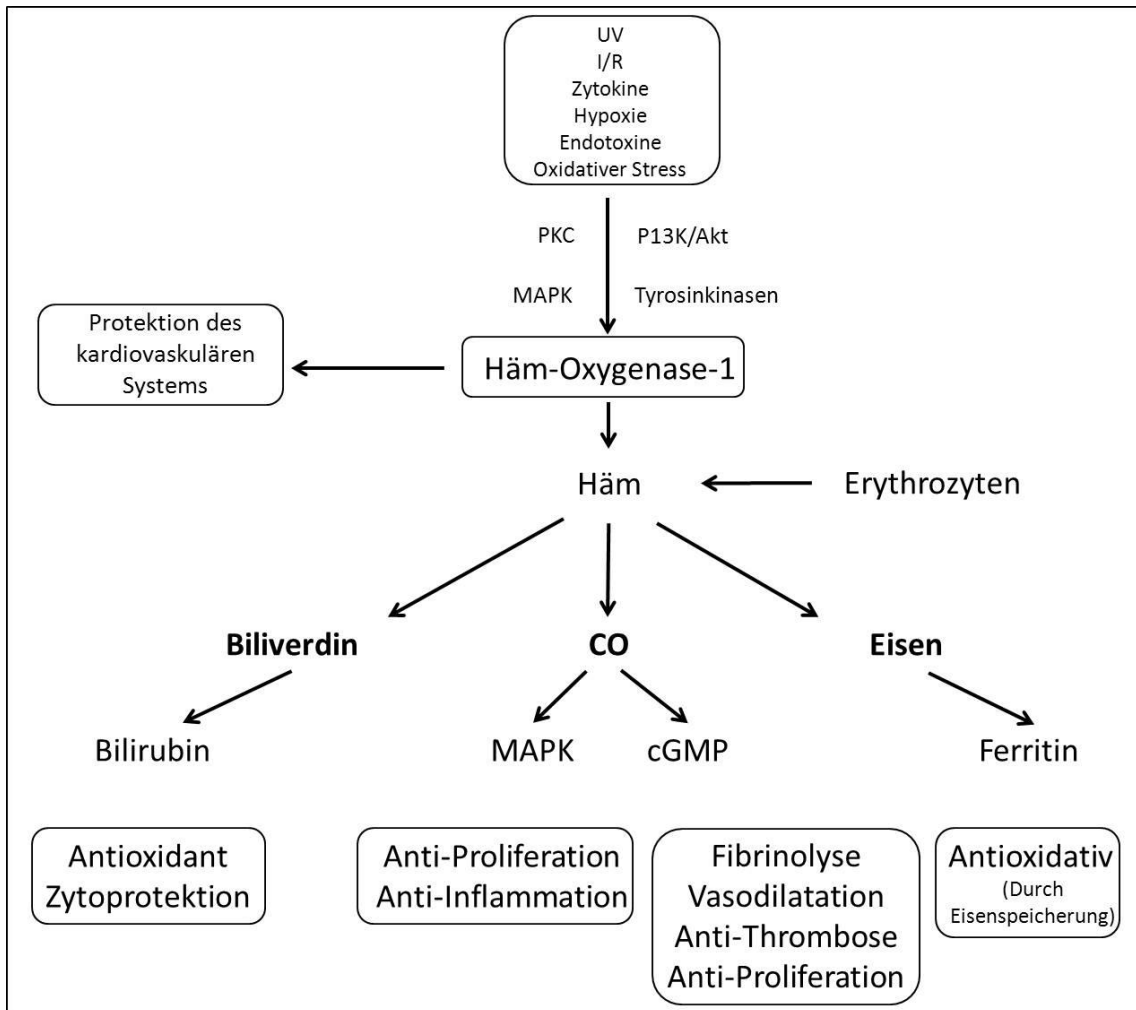 UV
I/R
Zytokine
Hypoxie
Endotoxine
Oxidativer Stress
PKC
P13K/Akt
MAPK
Tyrosinkinasen
Protektion des
kardiovaskulären
Systems
Häm-Oxygenase-1
Häm
Erythrozyten
Biliverdin
CO
Eisen
Bilirubin
MAPK
cGMP
Ferritin
Antioxidant
Zytoprotektion
Anti-Proliferation
Anti-Inflammation
Fibrinolyse
Vasodilatation
Anti-Thrombose
Anti-Proliferation
Antioxidativ
(Durch
Eisenspeicherung)